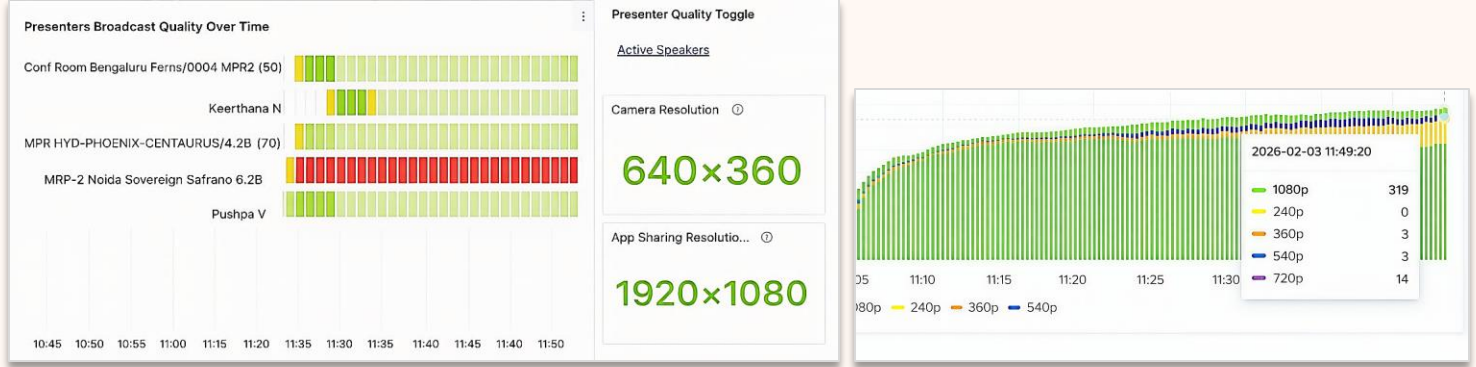 Presenters Broadcast Quality Over Time
Conf Room Bengaluru Ferns/0004 MPR2 (50)
Keerthana N
MPR HYD-PHOENIX-CENTAURUS/4.2B (70)
MRP-2 Noida Sovereign Safrano 6.2B
Pushpa V
10:45 10:50 10:55 11:00 11:15 11:20 11:35 11:30 11:35 11:40 11:45 11:40 11:50
Presenter Quality Toggle
Active Speakers
Camera Resolution
640×360
App Sharing Resolutio...
1920×1080
2026-02-03 11:49:20
1080p 319
240p 0
360p 3
540p 3
720p 14
05 11:10 11:15 11:20 11:25 11:30
080p 240p 360p 540p